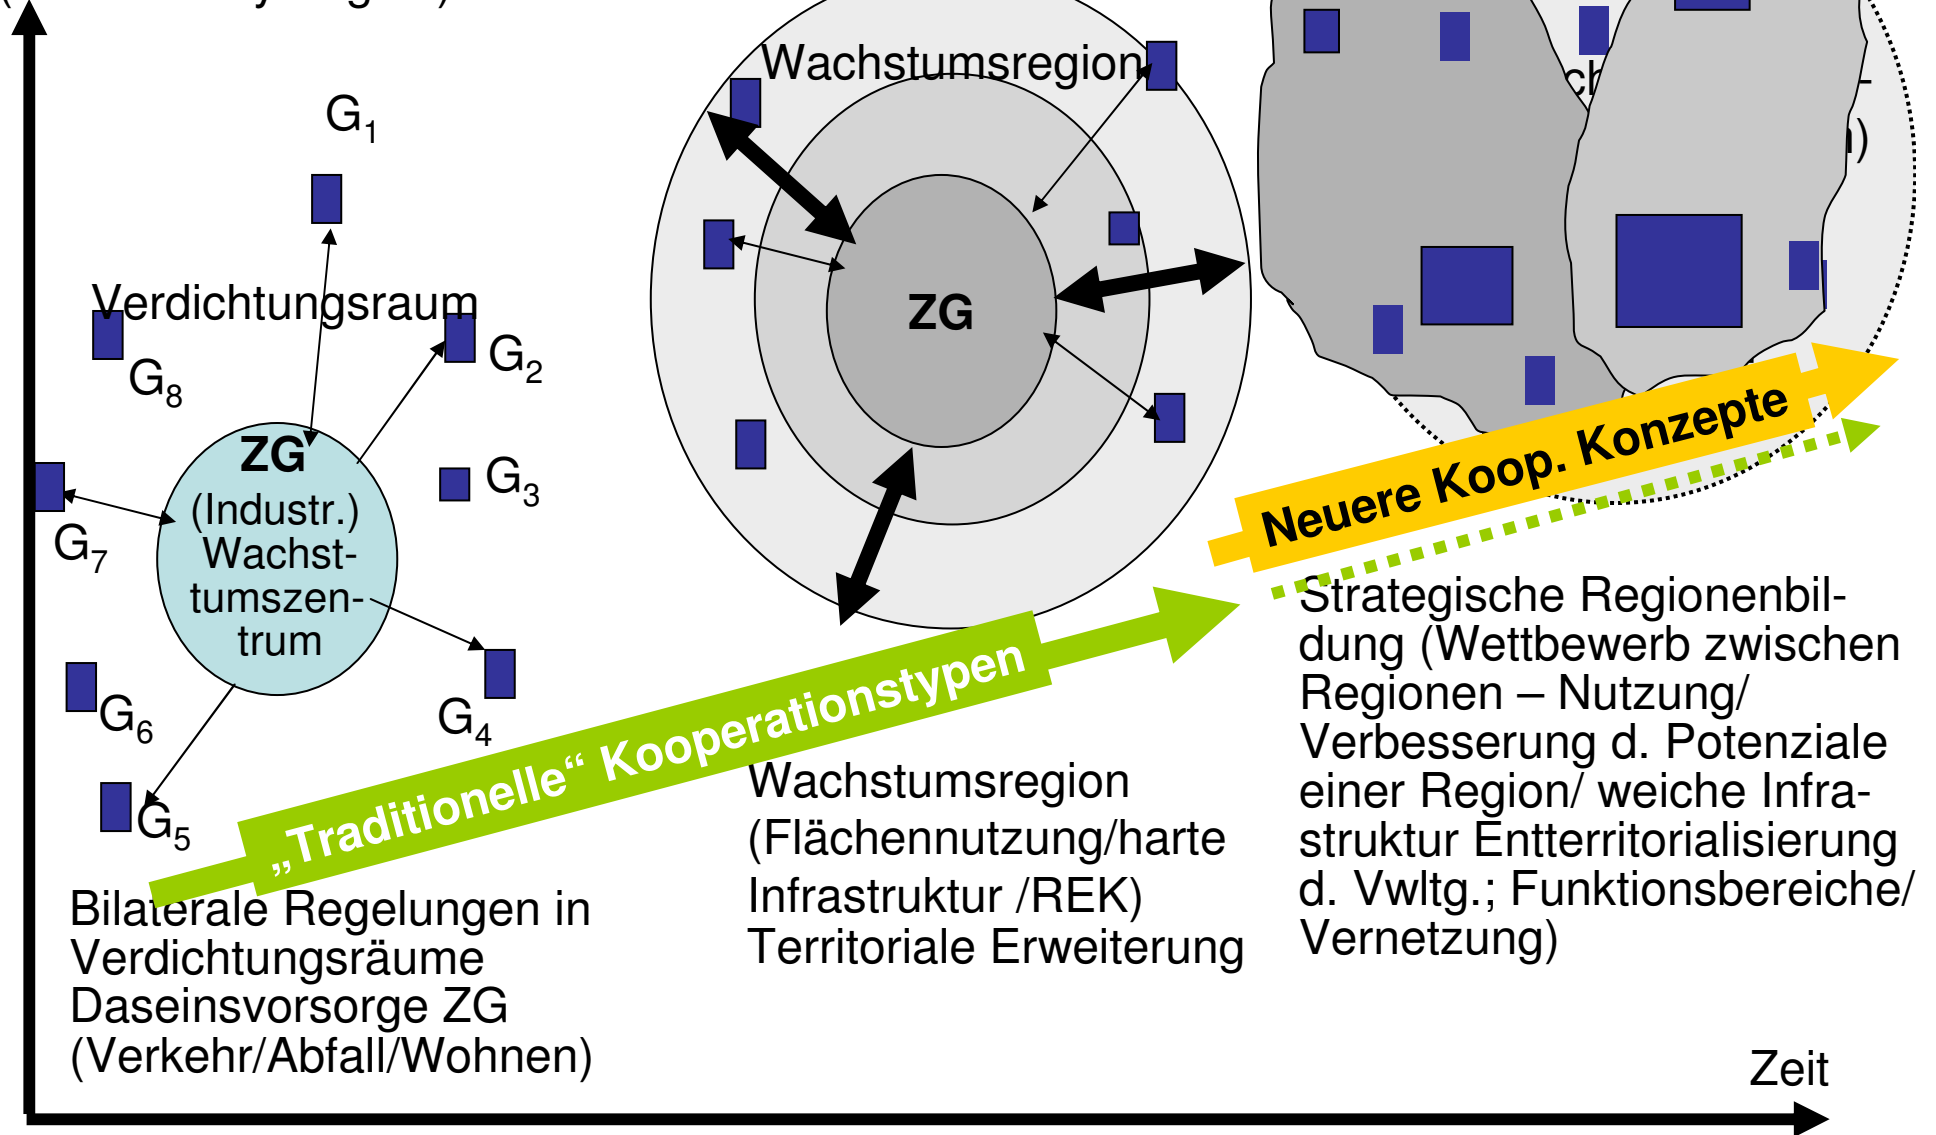 G1
Verdichtungsraum
G8
G2
G3
G7
G6
G5
G4
ZG
(Industr.)
Wachst-
tumszen-
trum
Bilaterale Regelungen in
Verdichtungsräume
Daseinsvorsorge ZG
(Verkehr/Abfall/Wohnen)
„Traditionelle“ Kooperationstypen
Wachstumsregion
ZG
Wachstumsregion
(Flächennutzung/harte
Infrastruktur /REK)
Territoriale Erweiterung
Neuere Koop. Konzepte
Strategische Regionenbil-
dung (Wettbewerb zwischen
Regionen – Nutzung/
Verbesserung d. Potenziale
einer Region/ weiche Infra-
struktur Entterritorialisierung
d. Vwltg.; Funktionsbereiche/
Vernetzung)
Zeit